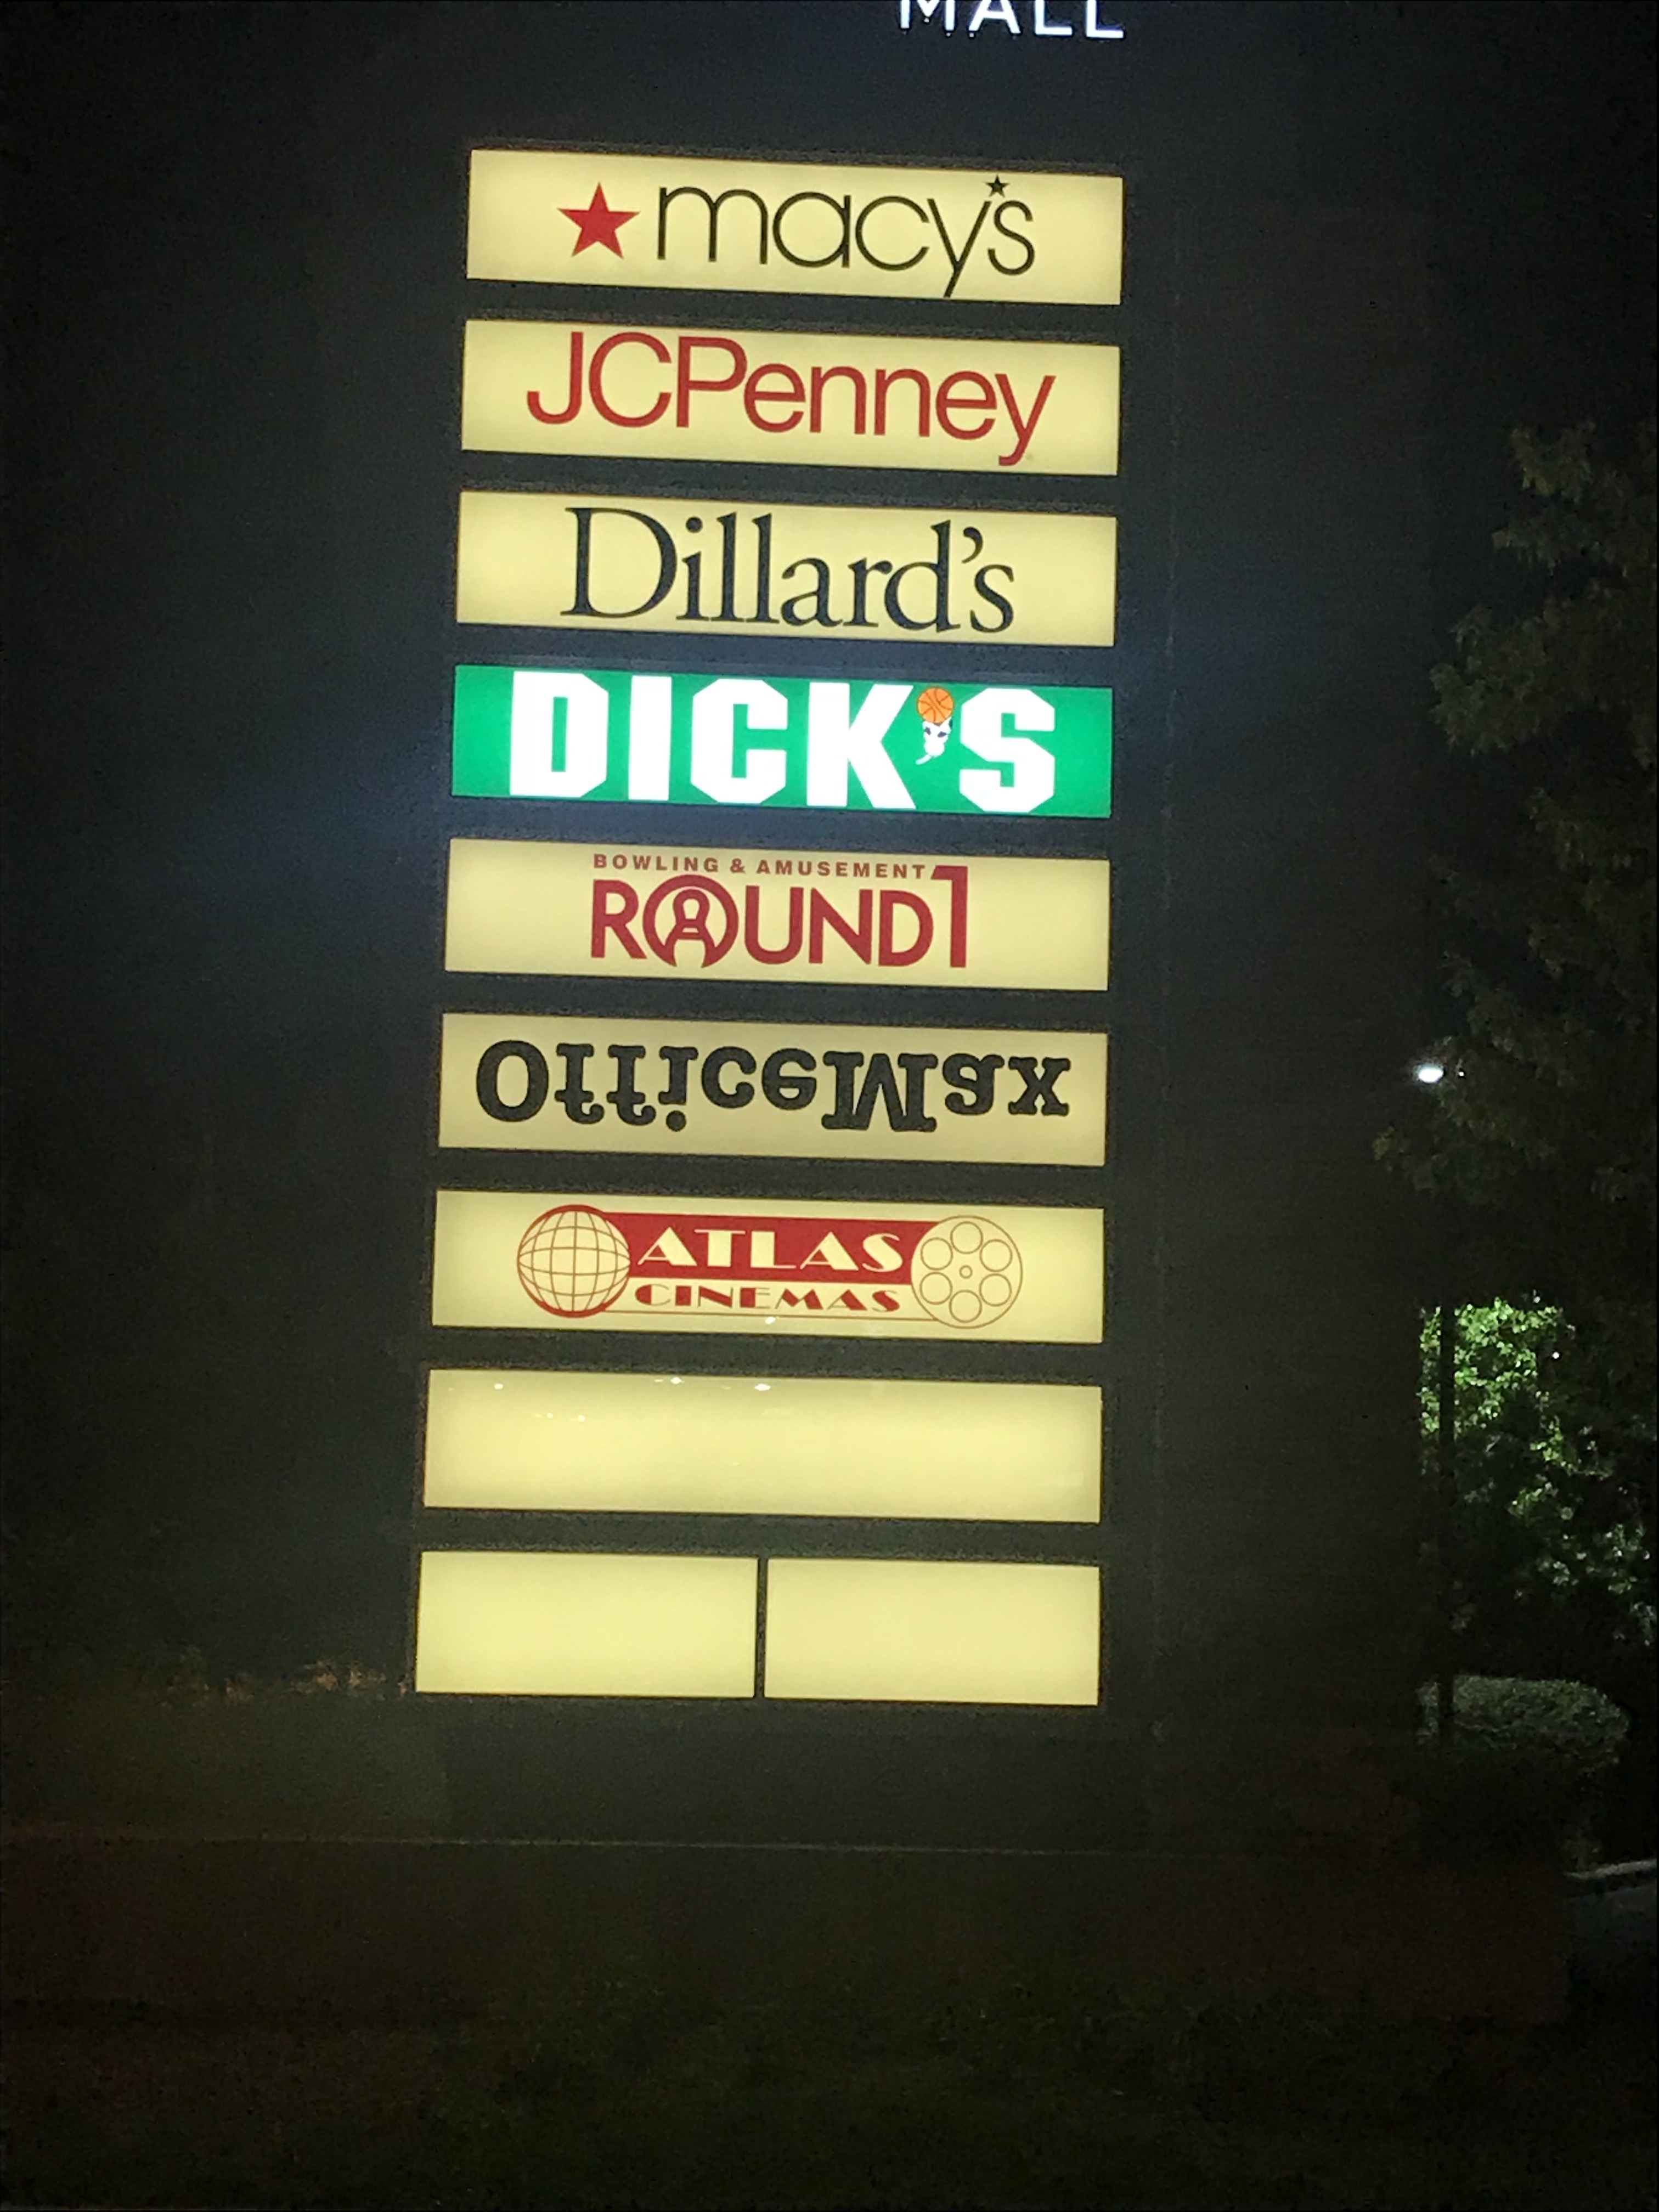 MALL
macy's
JCPenney
Dillard's
DICK'S
BOWLING & AMUSEMENT
ROUND1
OfficeMax
ATLAS
CINEMAS